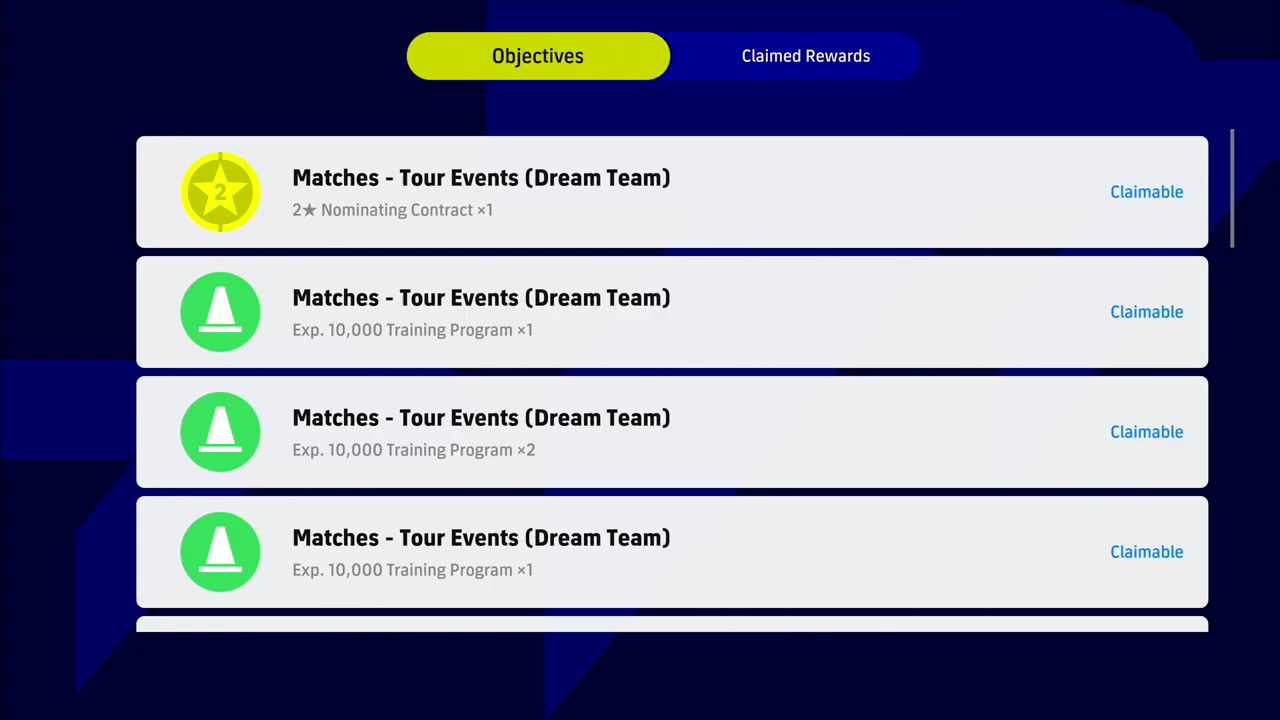 Objectives
Claimed Rewards
2
Matches - Tour Events (Dream Team)
2★ Nominating Contract ×1
Claimable
Matches - Tour Events (Dream Team)
Exp. 10,000 Training Program ×1
Claimable
Matches - Tour Events (Dream Team)
Exp. 10,000 Training Program ×2
Claimable
Matches - Tour Events (Dream Team)
Exp. 10,000 Training Program ×1
Claimable